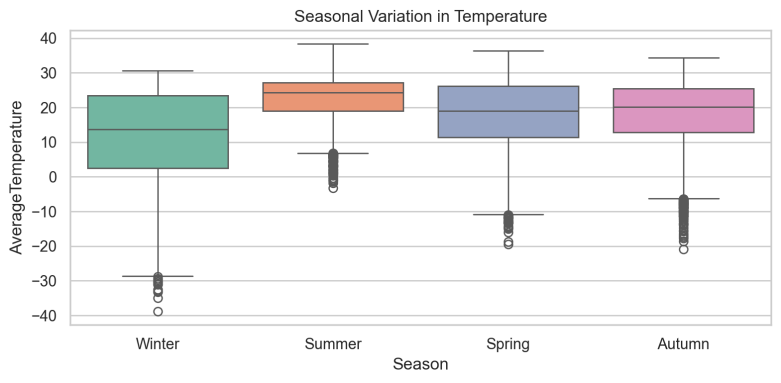 Seasonal Variation in Temperature
AverageTemperature
40
30
20
10
0
−10
−20
−30
−40
Winter Summer Spring Autumn
Season